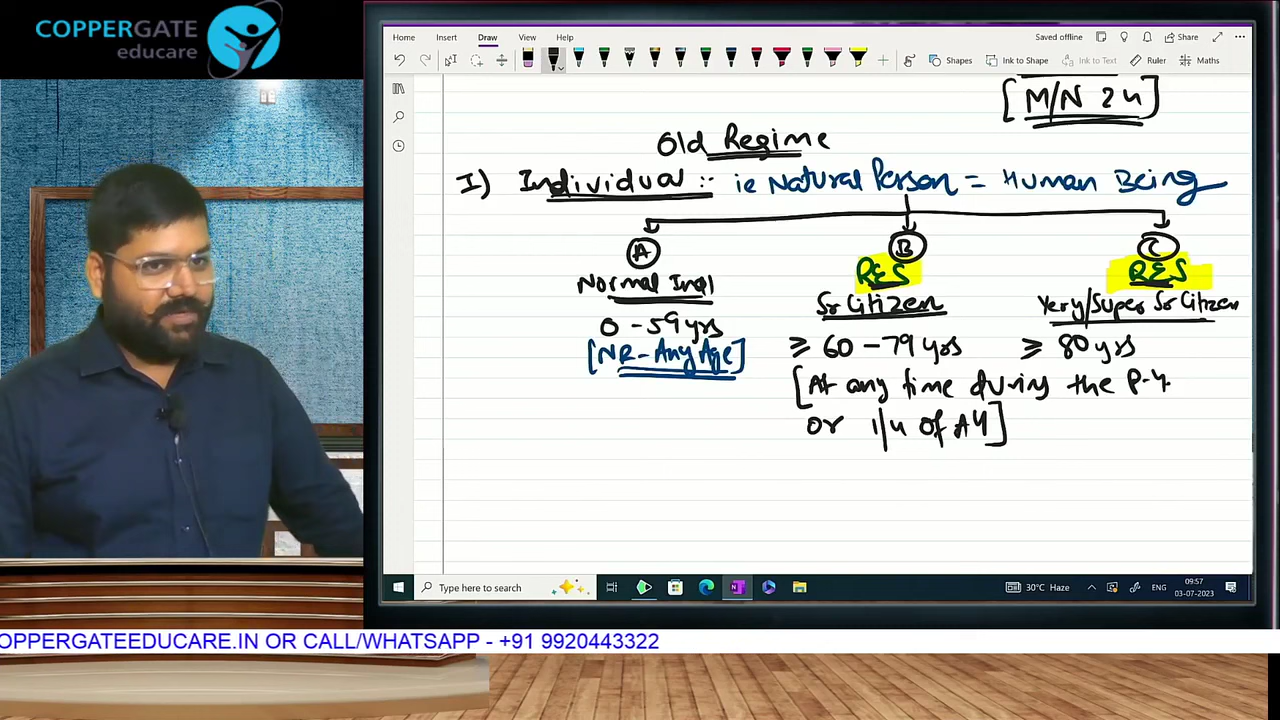 COPPERGATE
educare
Home Insert Draw View Help
Saved offline
Share
Shapes
Ink to Shape
Ink to Text
Ruler
Maths
[M/N 24]
Old Regime
I) Individual :- ie Natural Person = Human Being
A B C
Normal Indl
RES
RES
Sr Citizen
Very/Super Sr Citizen
0 - 59 yrs
[NR - Any Age]
≥ 60 - 79 yrs
≥ 80 yrs
[At any time during the P.Y.
or 1/4 of AY]
Type here to search
30°C Haze
ENG
09:57
03-07-2023
OPPERGATEEDUCARE.IN OR CALL/WHATSAPP - +91 9920443322